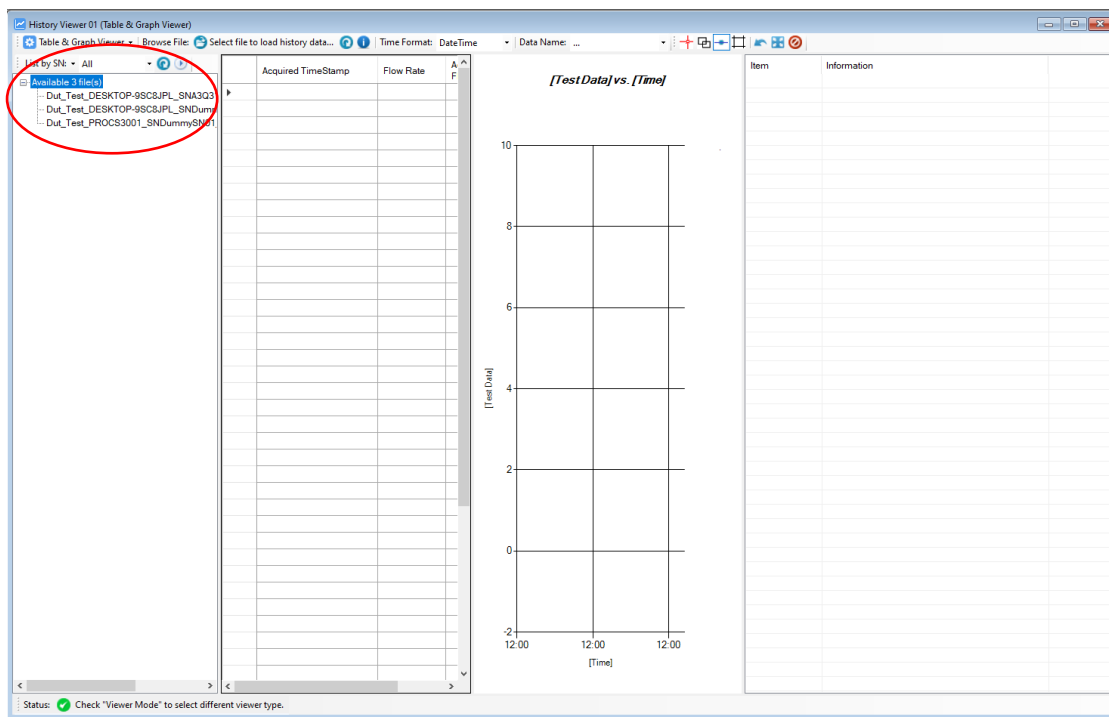 History Viewer 01 (Table & Graph Viewer)
Table & Graph Viewer Browse File: Select file to load history data... Time Format: DateTime Data Name: ...
List by SN: All
Available 3 file(s)
Dut_Test_DESKTOP-9SC8JPL_SNA3Q3
Dut_Test_DESKTOP-9SC8JPL_SNDum
Dut_Test_PROCS3001_SNDummySN01_
Acquired TimeStamp Flow Rate A
F
[Test Data] vs. [Time]
10
8
6
4
2
0
-2
[Test Data]
12:00 12:00 12:00
[Time]
Item Information
Status: Check "Viewer Mode" to select different viewer type.